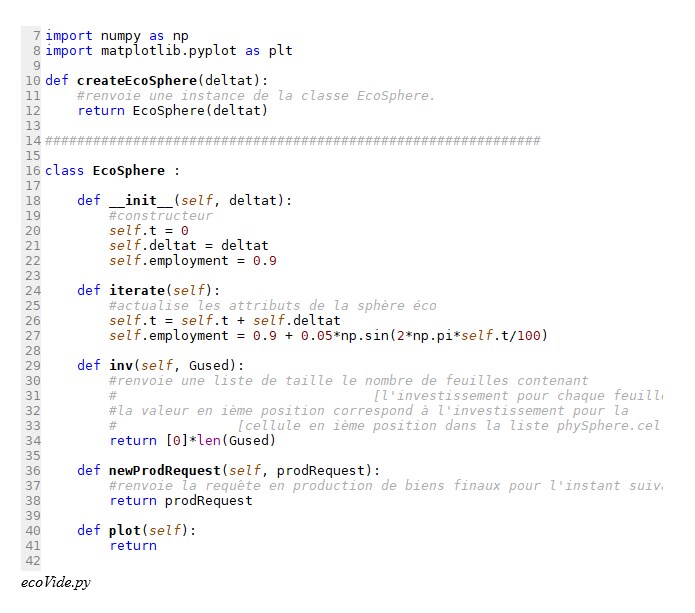 7 import numpy as np
8 import matplotlib.pyplot as plt
9
10 def createEcoSphere(deltat):
11     #renvoie une instance de la classe EcoSphere.
12     return EcoSphere(deltat)
13
14 ##############################################################
15
16 class EcoSphere :
17
18     def __init__(self, deltat):
19         #constructeur
20         self.t = 0
21         self.deltat = deltat
22         self.employment = 0.9
23
24     def iterate(self):
25         #actualise les attributs de la sphère éco
26         self.t = self.t + self.deltat
27         self.employment = 0.9 + 0.05*np.sin(2*np.pi*self.t/100)
28
29     def inv(self, Gused):
30         #renvoie une liste de taille le nombre de feuilles contenant
31         #                                [l'investissement pour chaque feuille
32         #la valeur en ième position correspond à l'investissement pour la
33         #               [cellule en ième position dans la liste phySphere.cel
34         return [0]*len(Gused)
35
36     def newProdRequest(self, prodRequest):
37         #renvoie la requête en production de biens finaux pour l'instant
38         return prodRequest
39
40     def plot(self):
41         return
42
ecoVide.py